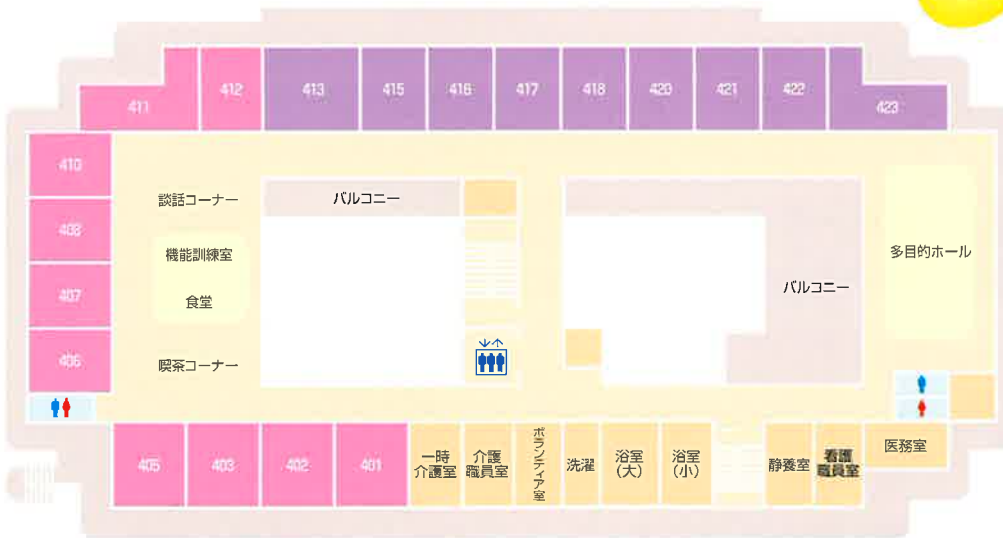 411
412
413
415
416
417
418
420
421
422
423
410
408
407
406
談話コーナー
機能訓練室
食堂
喫茶コーナー
バルコニー
バルコニー
多目的ホール
405
403
402
401
一時
介護室
介護
職員室
ボランティア室
洗濯
浴室
(大)
浴室
(小)
静養室
看護
職員室
医務室